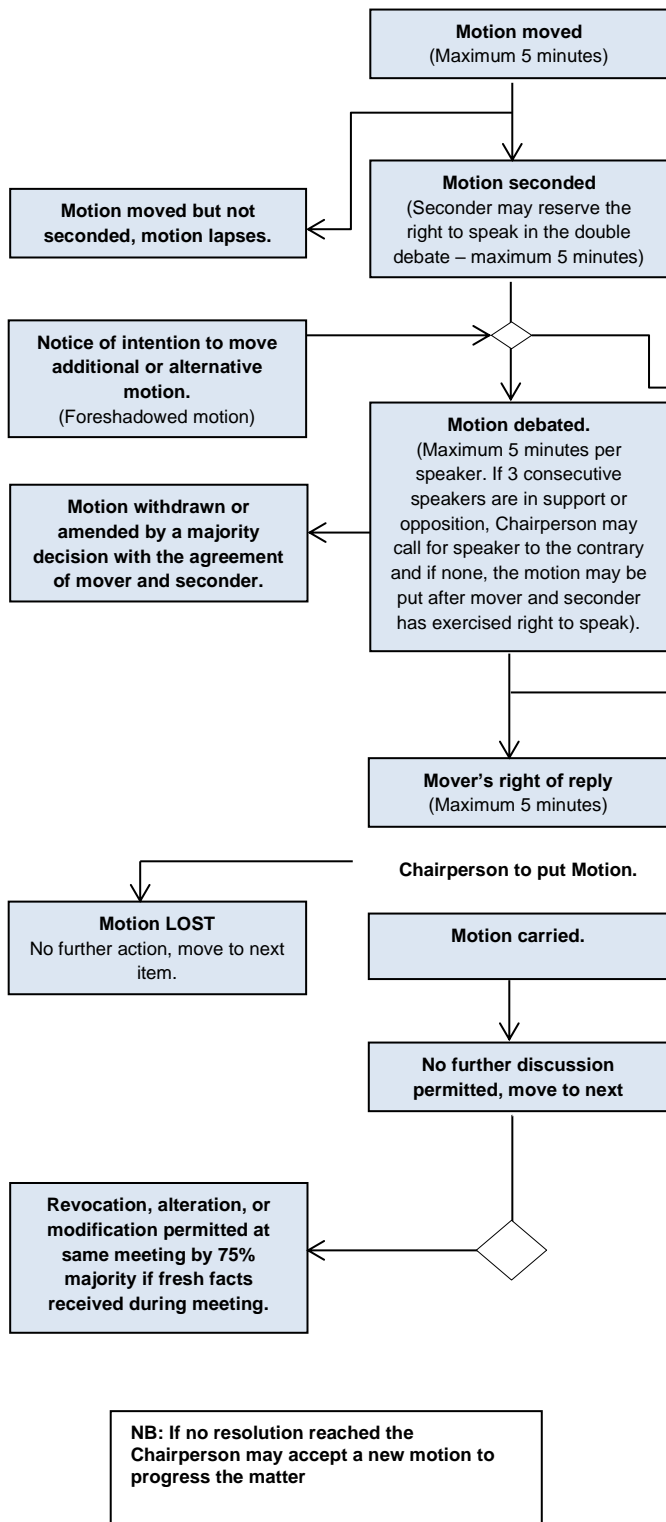 Motion moved
(Maximum 5 minutes)
Motion seconded
(Seconder may reserve the
right to speak in the double
debate – maximum 5 minutes)
Motion moved but not
seconded, motion lapses.
Notice of intention to move
additional or alternative
motion.
(Foreshadowed motion)
Motion debated.
(Maximum 5 minutes per
speaker. If 3 consecutive
speakers are in support or
opposition, Chairperson may
call for speaker to the contrary
and if none, the motion may be
put after mover and seconder
has exercised right to speak).
Motion withdrawn or
amended by a majority
decision with the agreement
of mover and seconder.
Mover’s right of reply
(Maximum 5 minutes)
Chairperson to put Motion.
Motion LOST
No further action, move to next
item.
Motion carried.
No further discussion
permitted, move to next
Revocation, alteration, or
modification permitted at
same meeting by 75%
majority if fresh facts
received during meeting.
NB: If no resolution reached the
Chairperson may accept a new motion to
progress the matter